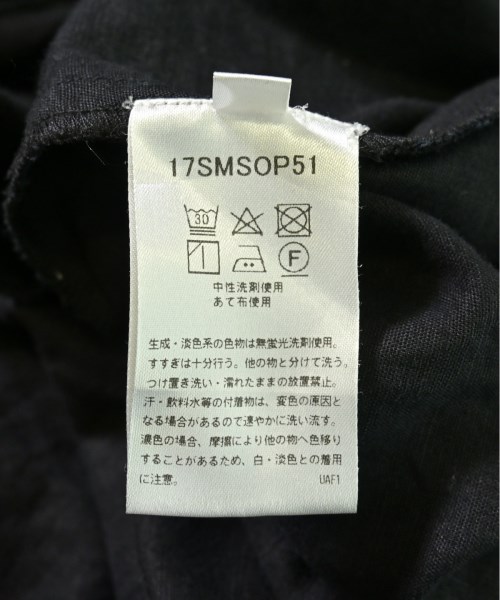 17SMSOP51
30
F
中性洗剤使用
あて布使用
生成・淡色系の色物は無蛍光洗剤使用。
すすぎは十分行う。他の物と分けて洗う。
つけ置き洗い・濡れたままの放置禁止。
汗・飲料水等の付着物は、変色の原因と
なる場合があるので速やかに洗い流す。
濃色の場合、摩擦により他の物へ色移り
することがあるため、白・淡色との着用
に注意。 UAF1